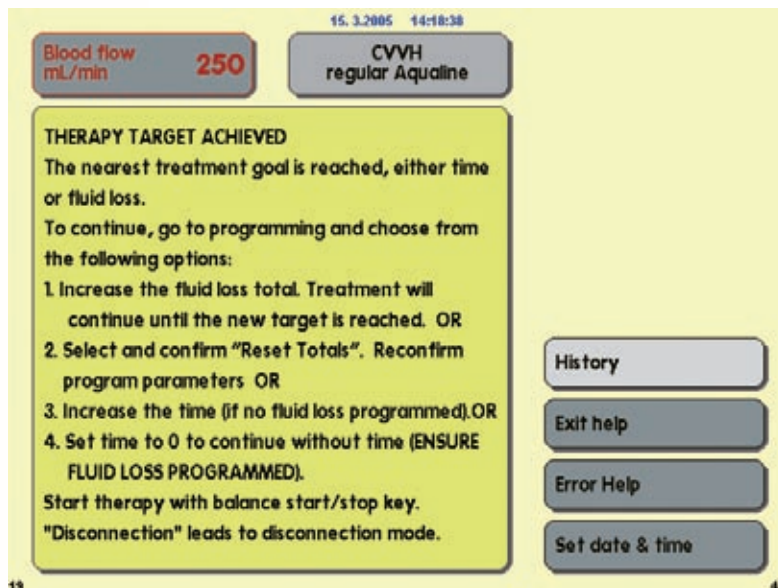 15. 3.2005 14:18:38
Blood flow
mL/min 250
CVVH
regular Aqualine
THERAPY TARGET ACHIEVED
The nearest treatment goal is reached, either time
or fluid loss.
To continue, go to programming and choose from
the following options:
1. Increase the fluid loss total. Treatment will
continue until the new target is reached. OR
2. Select and confirm "Reset Totals". Reconfirm
program parameters OR
3. Increase the time (if no fluid loss programmed).OR
4. Set time to 0 to continue without time (ENSURE
FLUID LOSS PROGRAMMED).
Start therapy with balance start/stop key.
"Disconnection" leads to disconnection mode.
History
Exit help
Error Help
Set date & time